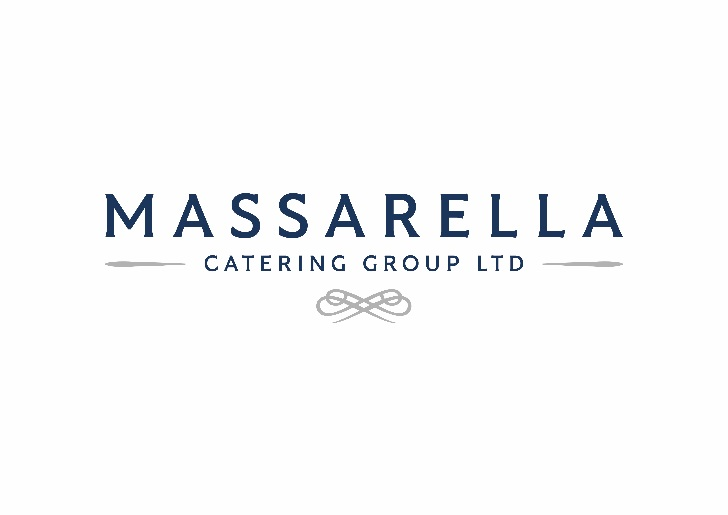 MASSARELLA
CATERING GROUP LTD